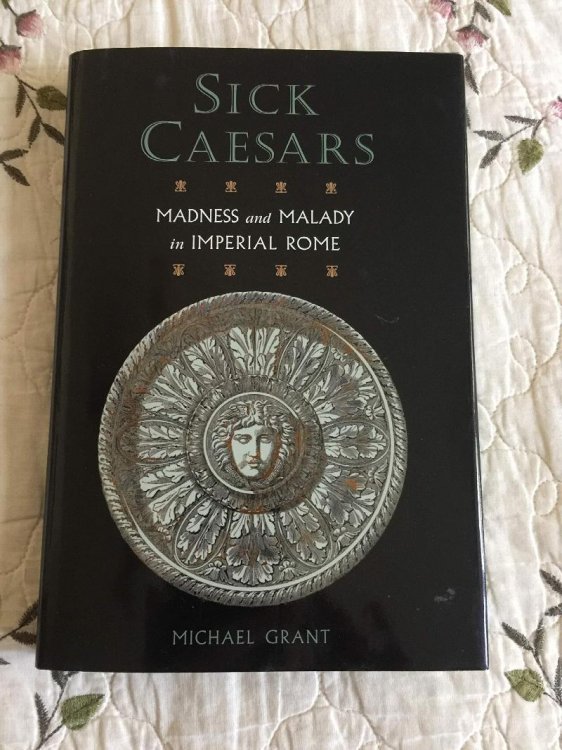 SICK
CAESARS
MADNESS and MALADY
in IMPERIAL ROME
MICHAEL GRANT